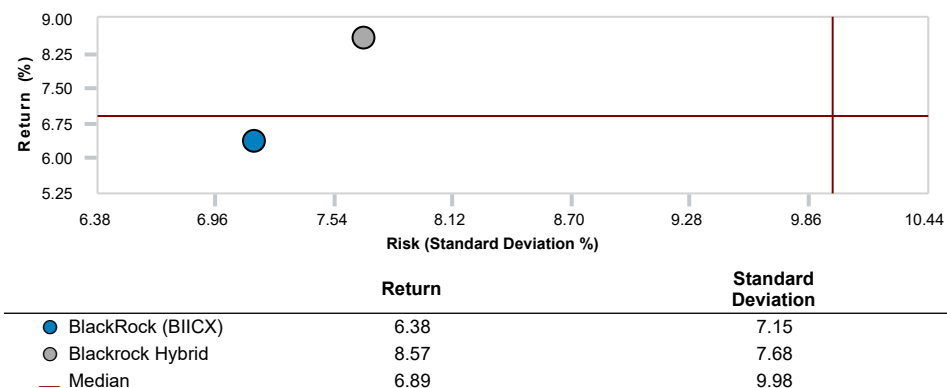 9.00
8.25
7.50
6.75
6.00
5.25
Return (%)
6.38 6.96 7.54 8.12 8.70 9.28 9.86 10.44
Risk (Standard Deviation %)
Return Standard Deviation
BlackRock (BIICX) 6.38 7.15
Blackrock Hybrid 8.57 7.68
Median 6.89 9.98